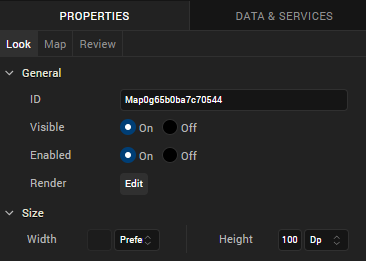 PROPERTIES DATA & SERVICES
Look Map Review
General
ID Map0g65b0ba7c70544
Visible On Off
Enabled On Off
Render Edit
Size
Width Prefe Height 100 Dp